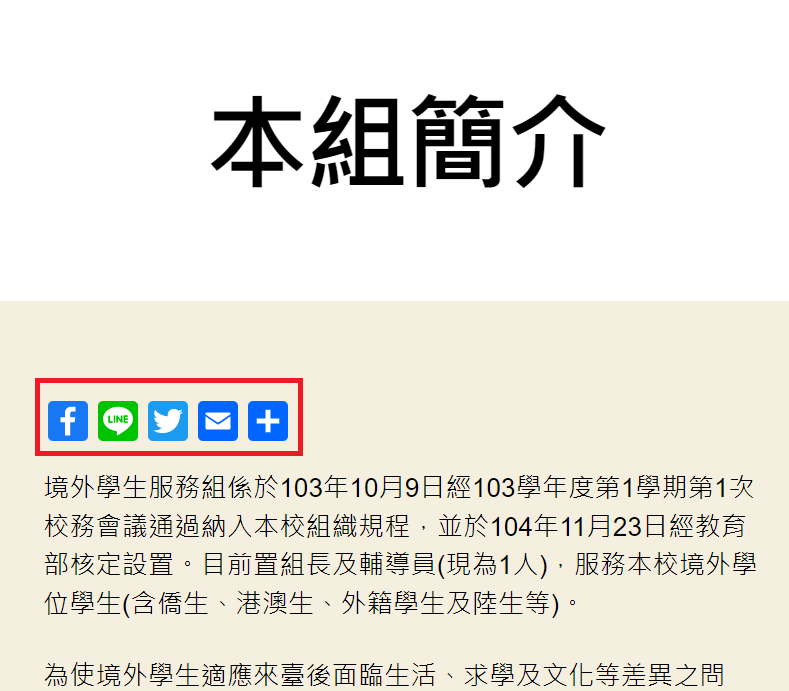 本組簡介
LINE
境外學生服務組係於103年10月9日經103學年度第1學期第1次
校務會議通過納入本校組織規程，並於104年11月23日經教育
部核定設置。目前置組長及輔導員(現為1人)，服務本校境外學
位學生(含僑生、港澳生、外籍學生及陸生等)。
為使境外學生適應來臺後面臨生活、求學及文化等差異之問